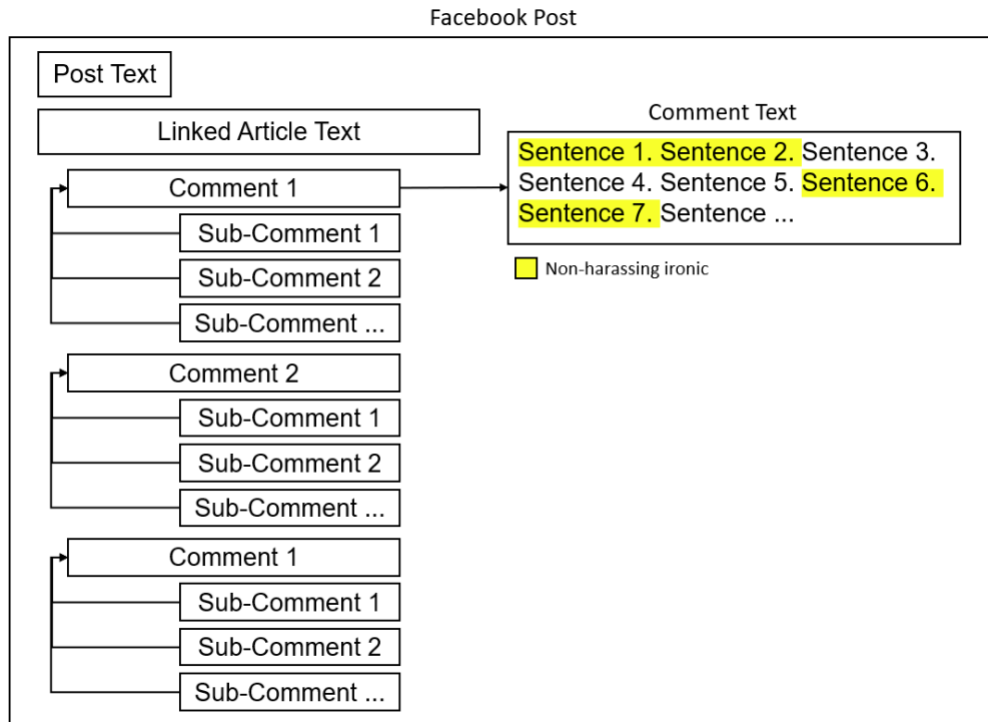 Facebook Post
Post Text
Linked Article Text
Comment 1
Sub-Comment 1
Sub-Comment 2
Sub-Comment ...
Comment 2
Sub-Comment 1
Sub-Comment 2
Sub-Comment ...
Comment 1
Sub-Comment 1
Sub-Comment 2
Sub-Comment ...
Comment Text
Sentence 1. Sentence 2. Sentence 3.
Sentence 4. Sentence 5. Sentence 6.
Sentence 7. Sentence ...
Non-harassing ironic